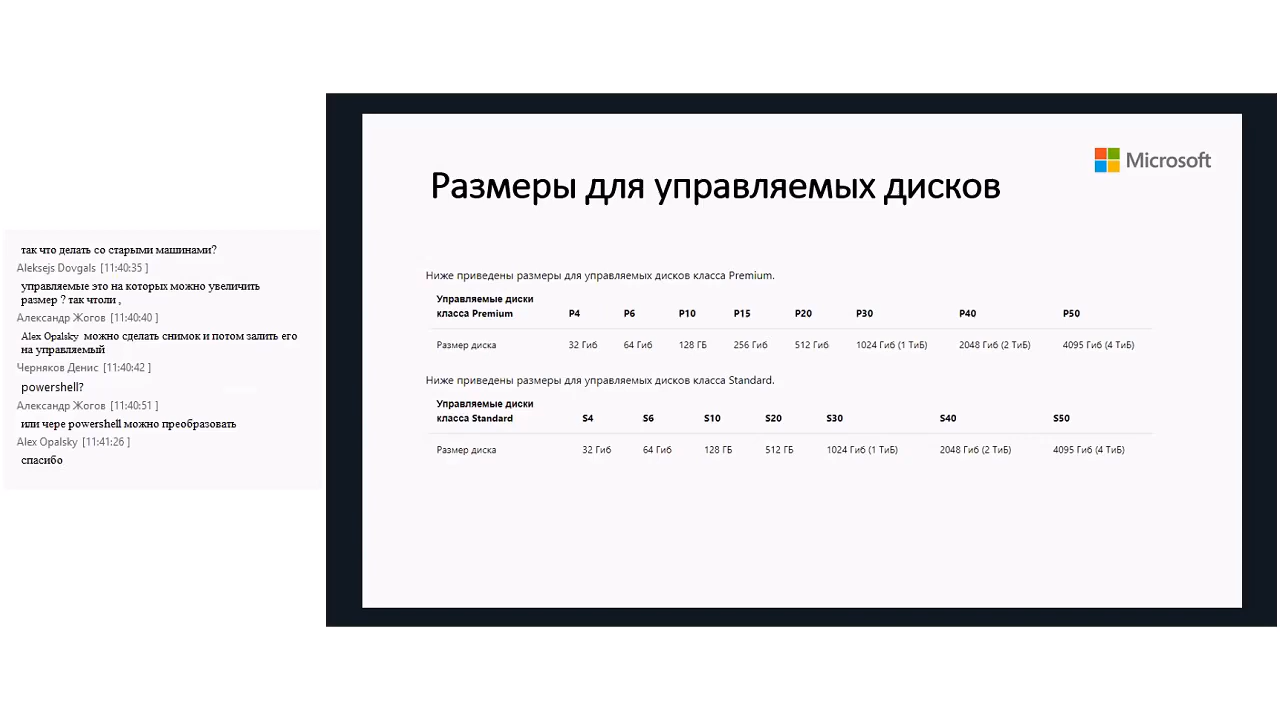 так что делать со старыми машинами?
Aleksejs Dovgals [11:40:35 ]
управляемые это на которых можно увеличить
размер ? так чтоли ,
Александр Жогов [11:40:40 ]
Alex Opalsky можно сделать снимок и потом залить его
на управляемый
Черняков Денис [11:40:42 ]
powershell?
Александр Жогов [11:40:51 ]
или чере powershell можно преобразовать
Alex Opalsky [11:41:26 ]
спасибо
Microsoft
Размеры для управляемых дисков
Ниже приведены размеры для управляемых дисков класса Premium.
Управляемые диски
класса Premium P4 P6 P10 P15 P20 P30 P40 P50
Размер диска 32 Гиб 64 Гиб 128 ГБ 256 Гиб 512 Гиб 1024 Гиб (1 ТиБ) 2048 Гиб (2 ТиБ) 4095 Гиб (4 ТиБ)
Ниже приведены размеры для управляемых дисков класса Standard.
Управляемые диски
класса Standard S4 S6 S10 S20 S30 S40 S50
Размер диска 32 Гиб 64 Гиб 128 ГБ 512 ГБ 1024 Гиб (1 ТиБ) 2048 Гиб (2 ТиБ) 4095 Гиб (4 ТиБ)